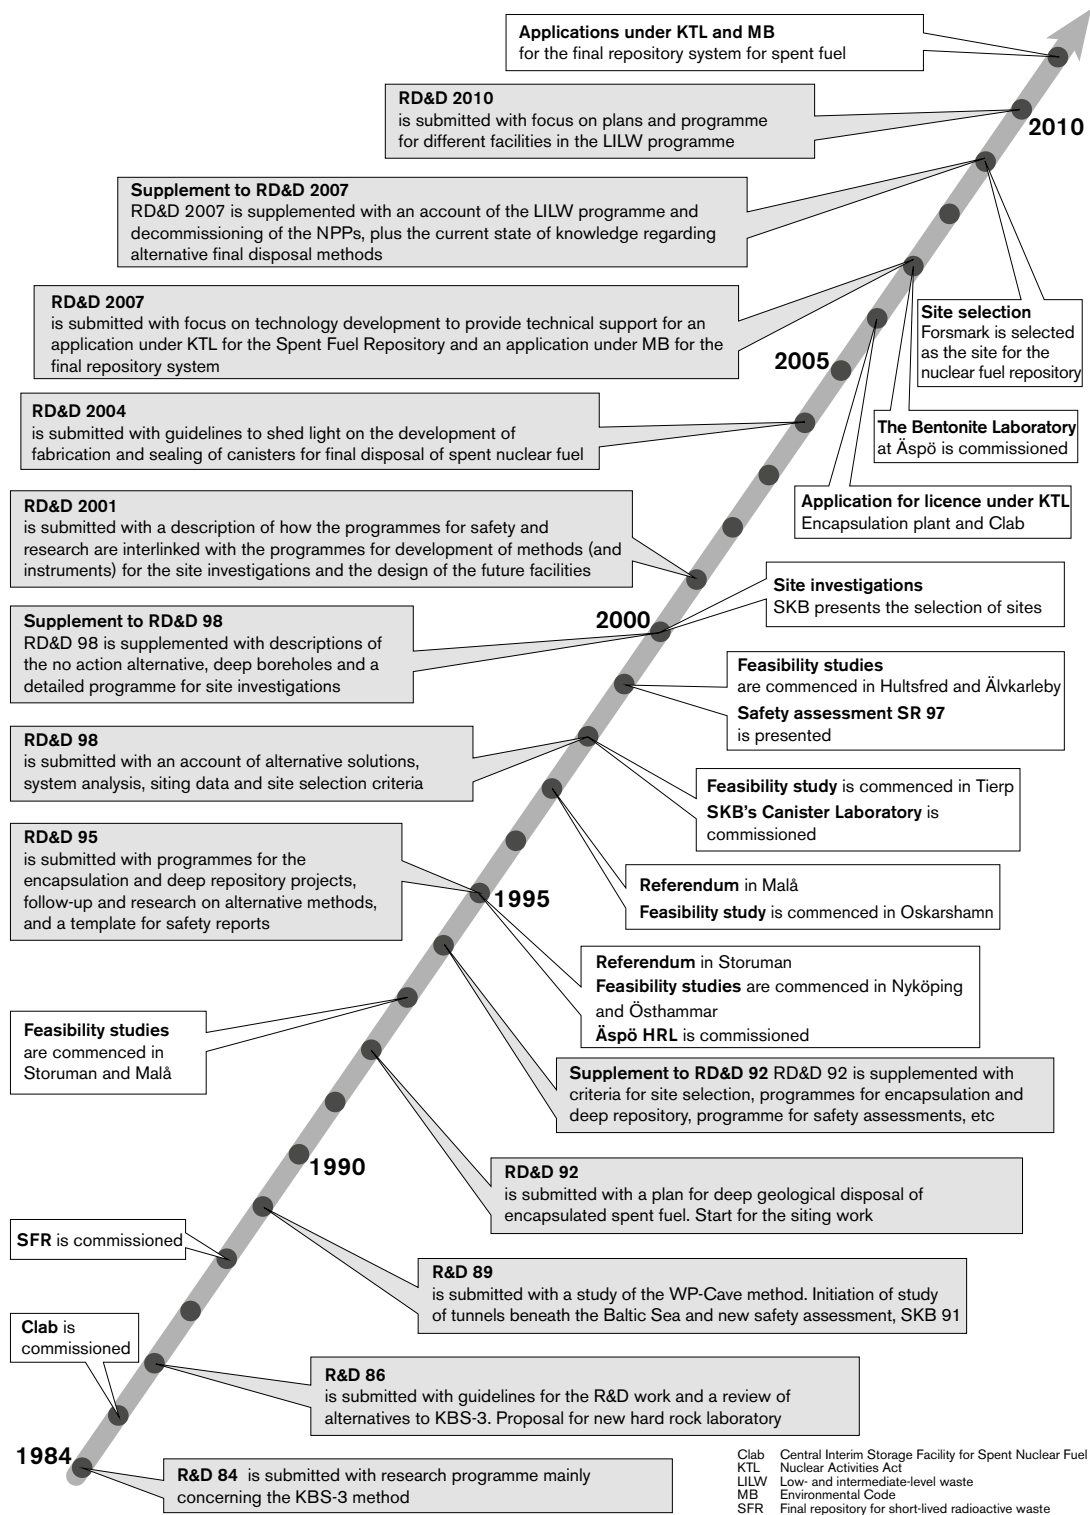 Applications under KTL and MB
for the final repository system for spent fuel
RD&D 2010
is submitted with focus on plans and programme
for different facilities in the LILW programme
2010
Supplement to RD&D 2007
RD&D 2007 is supplemented with an account of the LILW programme and
decommissioning of the NPPs, plus the current state of knowledge regarding
alternative final disposal methods
RD&D 2007
is submitted with focus on technology development to provide technical support for an
application under KTL for the Spent Fuel Repository and an application under MB for the
final repository system
Site selection
Forsmark is selected
as the site for the
nuclear fuel repository
2005
RD&D 2004
is submitted with guidelines to shed light on the development of
fabrication and sealing of canisters for final disposal of spent nuclear fuel
The Bentonite Laboratory
at Äspö is commissioned
Application for licence under KTL
Encapsulation plant and Clab
RD&D 2001
is submitted with a description of how the programmes for safety and
research are interlinked with the programmes for development of methods (and
instruments) for the site investigations and the design of the future facilities
Site investigations
SKB presents the selection of sites
2000
Supplement to RD&D 98
RD&D 98 is supplemented with descriptions of
the no action alternative, deep boreholes and a
detailed programme for site investigations
Feasibility studies
are commenced in Hultsfred and Älvkarleby
Safety assessment SR 97
is presented
RD&D 98
is submitted with an account of alternative solutions,
system analysis, siting data and site selection criteria
Feasibility study is commenced in Tierp
SKB's Canister Laboratory is
commissioned
RD&D 95
is submitted with programmes for the
encapsulation and deep repository projects,
follow-up and research on alternative methods,
and a template for safety reports
1995
Referendum in Malå
Feasibility study is commenced in Oskarshamn
Referendum in Storuman
Feasibility studies are commenced in Nyköping
and Östhammar
Äspö HRL is commissioned
Feasibility studies
are commenced in
Storuman and Malå
Supplement to RD&D 92 RD&D 92 is supplemented with
criteria for site selection, programmes for encapsulation and
deep repository, programme for safety assessments, etc
1990
RD&D 92
is submitted with a plan for deep geological disposal of
encapsulated spent fuel. Start for the siting work
SFR is commissioned
R&D 89
is submitted with a study of the WP-Cave method. Initiation of study
of tunnels beneath the Baltic Sea and new safety assessment, SKB 91
Clab is
commissioned
R&D 86
is submitted with guidelines for the R&D work and a review of
alternatives to KBS-3. Proposal for new hard rock laboratory
1984
R&D 84 is submitted with research programme mainly
concerning the KBS-3 method
Clab Central Interim Storage Facility for Spent Nuclear Fuel
KTL Nuclear Activities Act
LILW Low- and intermediate-level waste
MB Environmental Code
SFR Final repository for short-lived radioactive waste